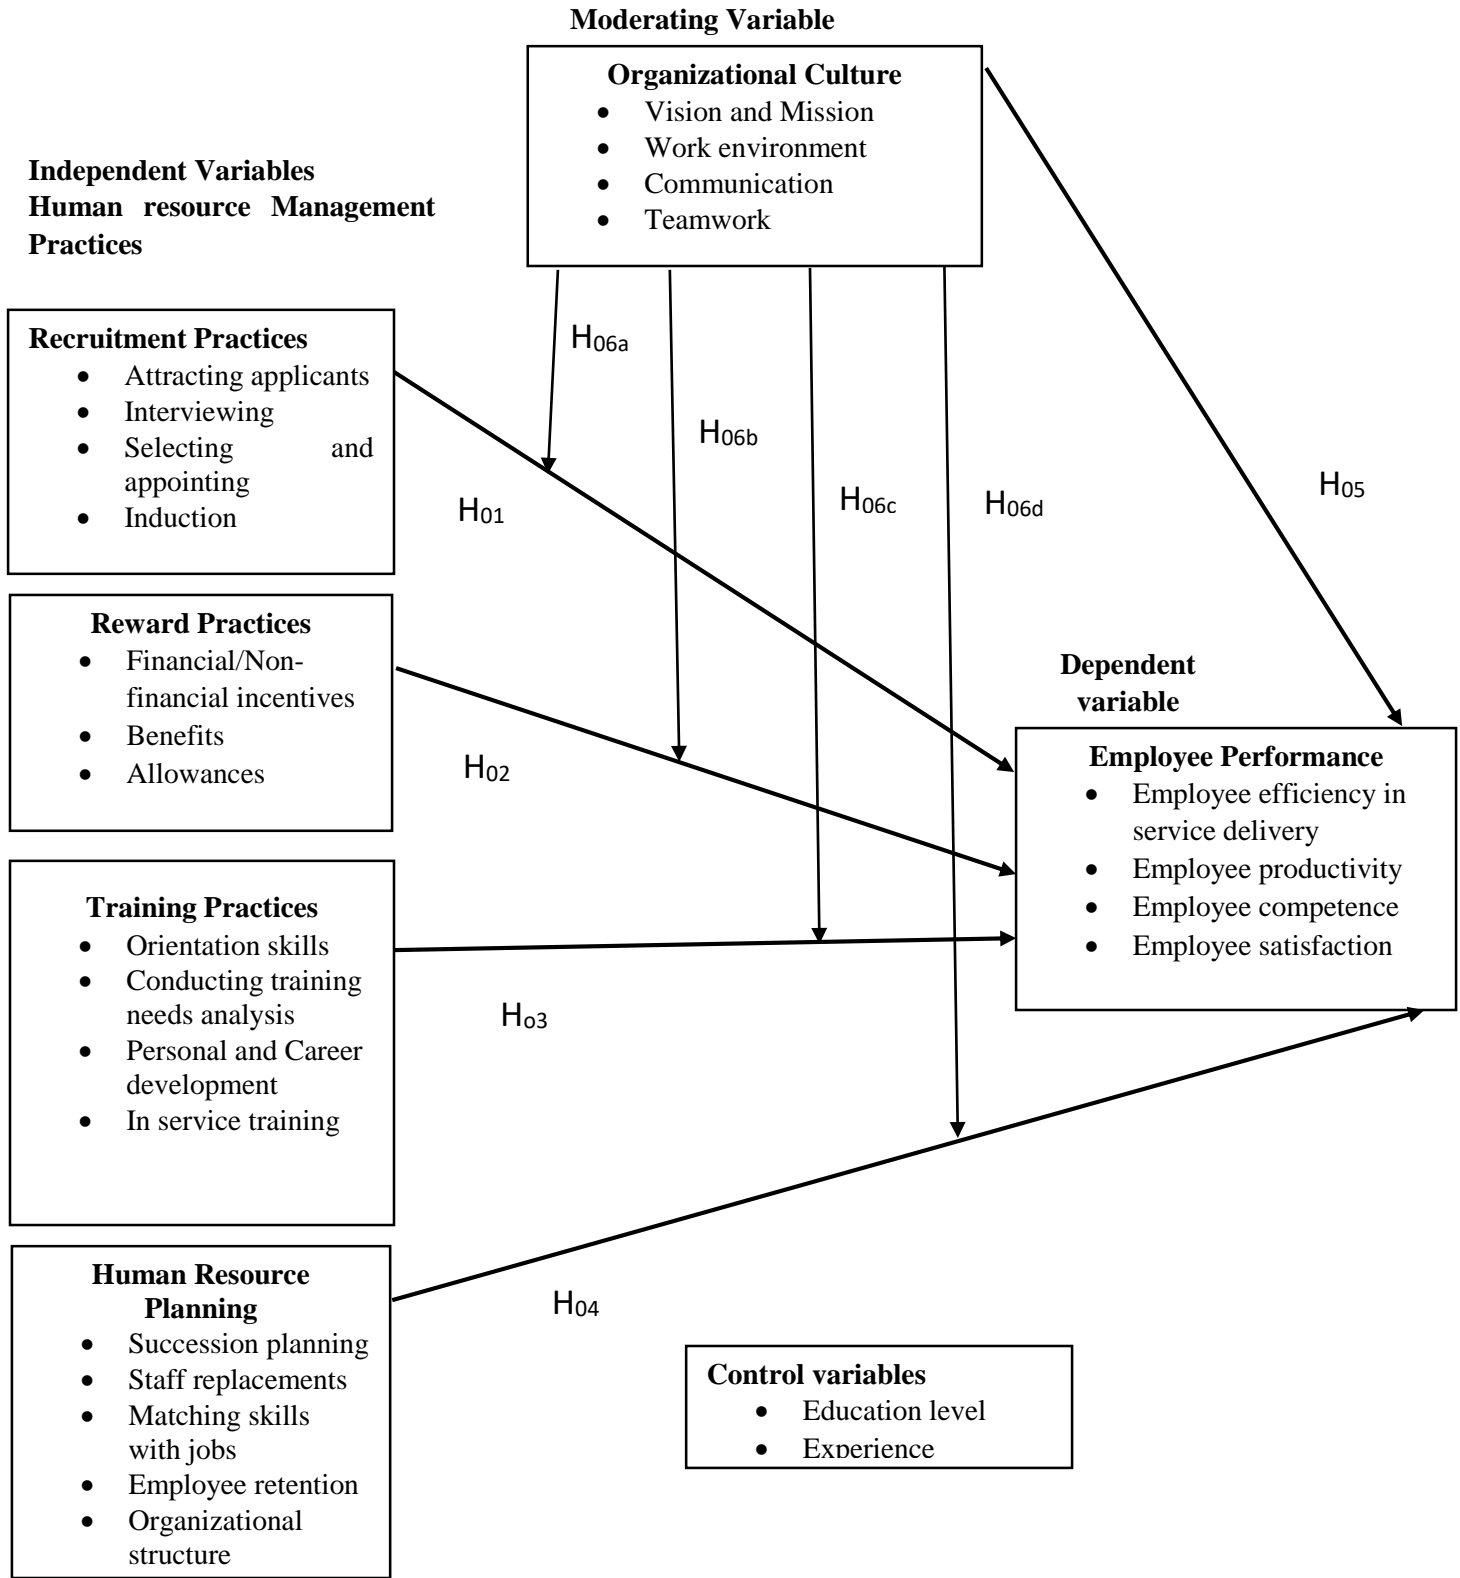 Moderating Variable
Organizational Culture
• Vision and Mission
• Work environment
• Communication
• Teamwork
Independent Variables
Human resource Management
Practices
Recruitment Practices
• Attracting applicants
• Interviewing
• Selecting and
appointing
• Induction
H06a
H06b
H06c
H06d
H05
H01
Reward Practices
• Financial/Non-
financial incentives
• Benefits
• Allowances
H02
Dependent
variable
Employee Performance
• Employee efficiency in
service delivery
• Employee productivity
• Employee competence
• Employee satisfaction
Training Practices
• Orientation skills
• Conducting training
needs analysis
• Personal and Career
development
• In service training
Ho3
Human Resource
Planning
• Succession planning
• Staff replacements
• Matching skills
with jobs
• Employee retention
• Organizational
structure
H04
Control variables
• Education level
• Experience